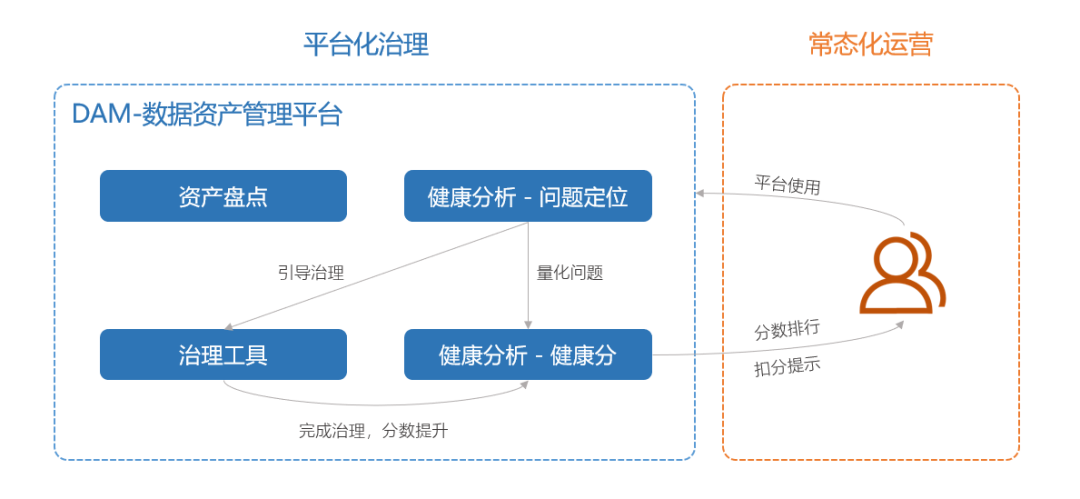 平台化治理
常态化运营
DAM-数据资产管理平台
资产盘点
健康分析 - 问题定位
平台使用
引导治理
量化问题
治理工具
健康分析 - 健康分
分数排行
扣分提示
完成治理，分数提升